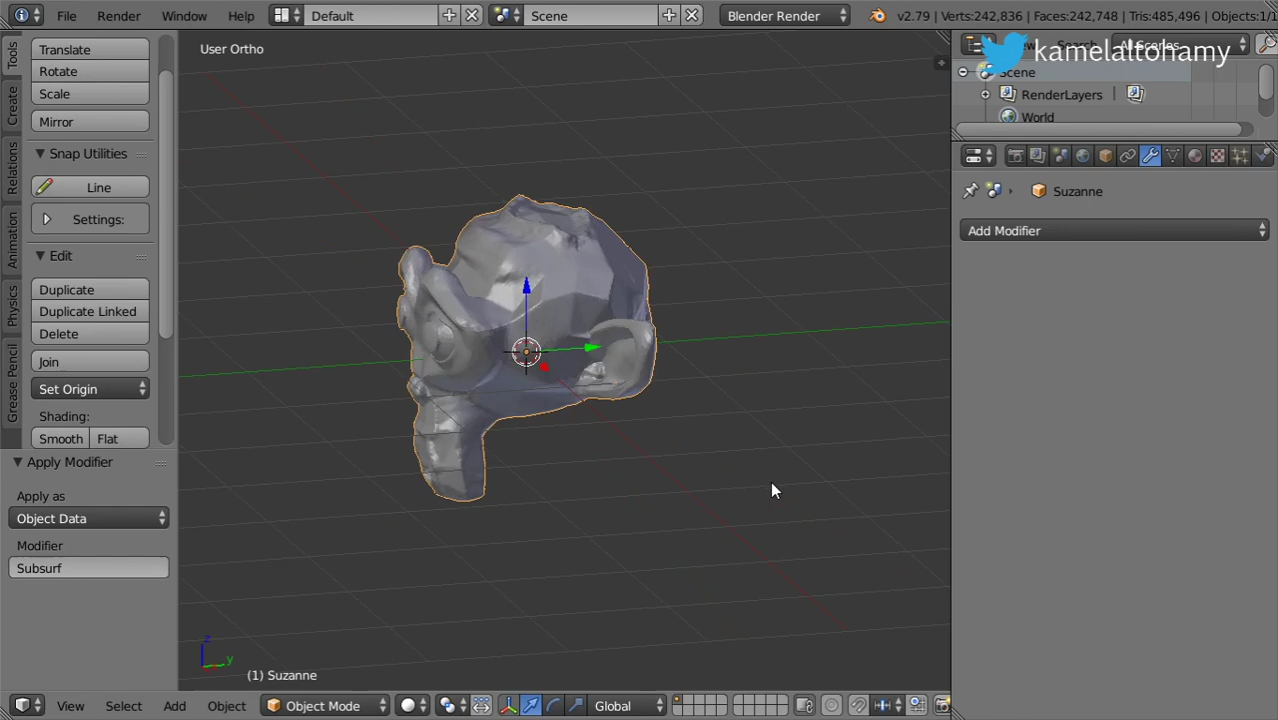 File Render Window Help Default Scene Blender Render v2.79 | Verts:242,836 | Faces:242,748 | Tris:485,496 | Objects:1/1
kamelaltohamy
Search All Scenes
Scene
RenderLayers
World
Suzanne
Add Modifier
Tools
Create
Relations
Animation
Physics
Grease Pencil
Translate
Rotate
Scale
Mirror
Snap Utilities
Line
Settings:
Edit
Duplicate
Duplicate Linked
Delete
Join
Set Origin
Shading:
Smooth Flat
Apply Modifier
Apply as
Object Data
Modifier
Subsurf
User Ortho
z
y
(1) Suzanne
View Select Add Object Object Mode Global